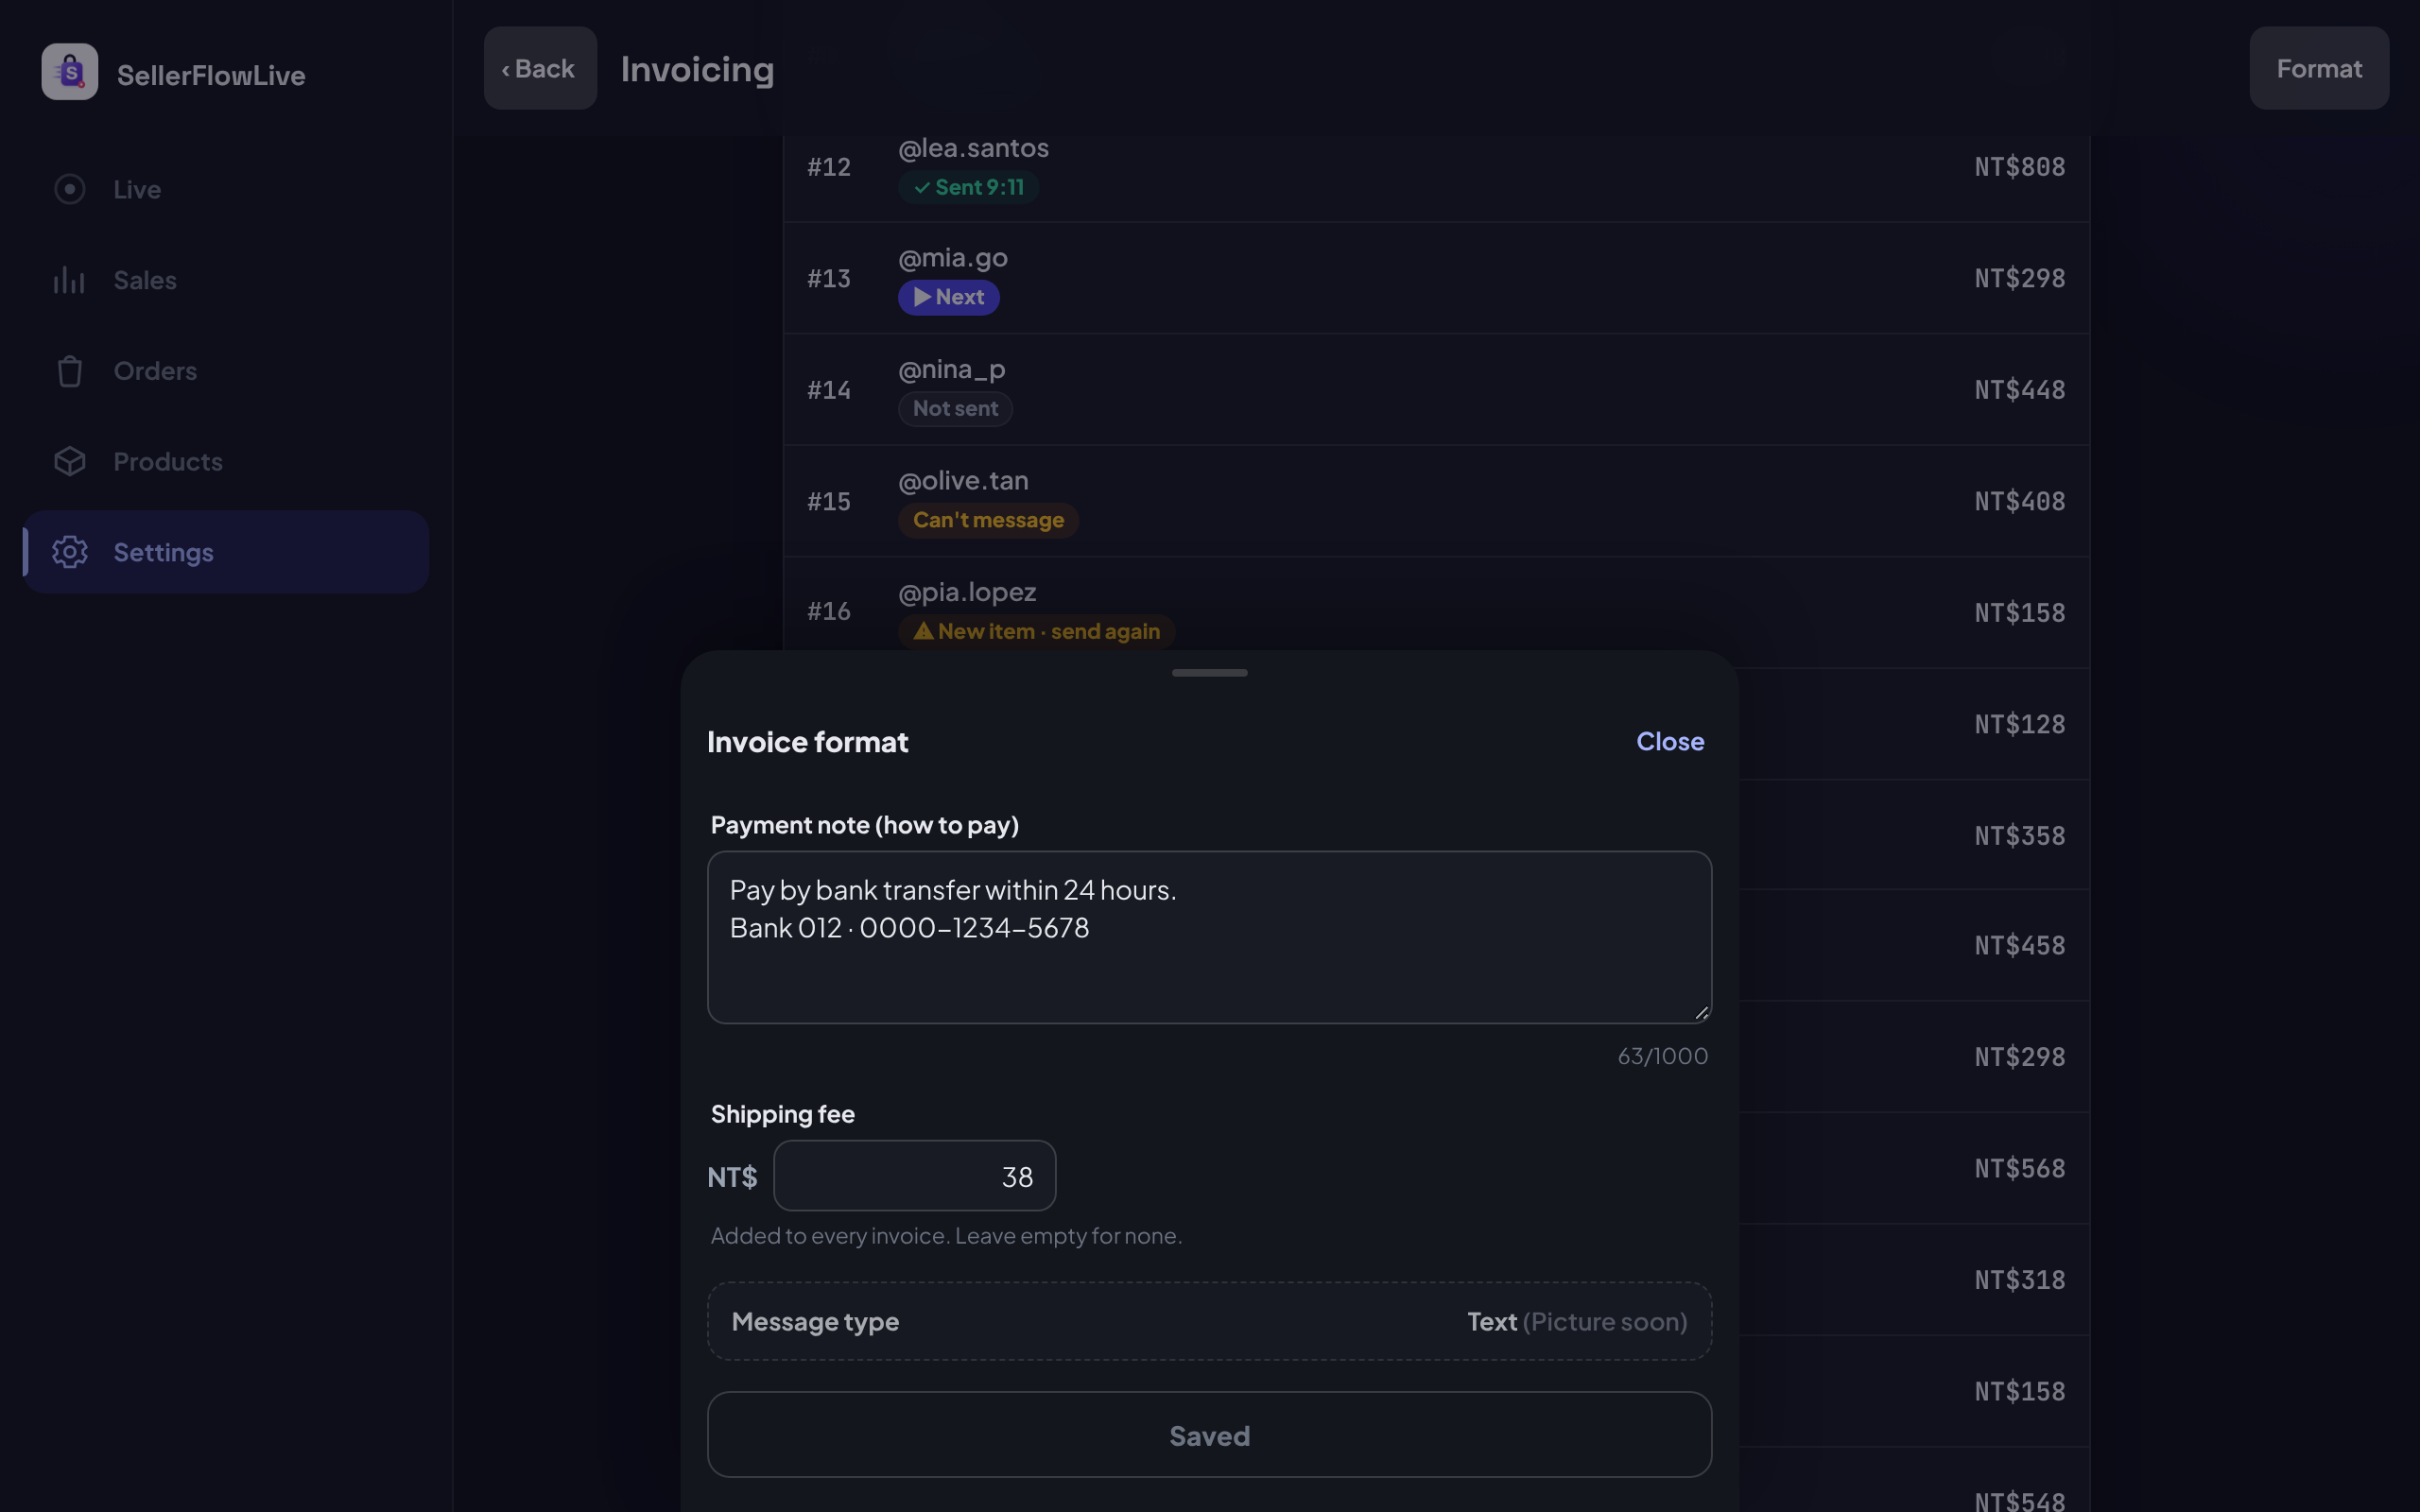 SellerFlowLive
Live
Sales
Orders
Products
Settings
‹ Back
Invoicing
Format
#12
@lea.santos
✓ Sent 9:11
NT$808
#13
@mia.go
▶ Next
NT$298
#14
@nina_p
Not sent
NT$448
#15
@olive.tan
Can't message
NT$408
#16
@pia.lopez
⚠ New item · send again
NT$158
NT$128
NT$358
NT$458
NT$298
NT$568
NT$318
NT$158
NT$548
Invoice format
Close
Payment note (how to pay)
Pay by bank transfer within 24 hours.
Bank 012 · 0000-1234-5678
63/1000
Shipping fee
NT$ 38
Added to every invoice. Leave empty for none.
Message type
Text (Picture soon)
Saved